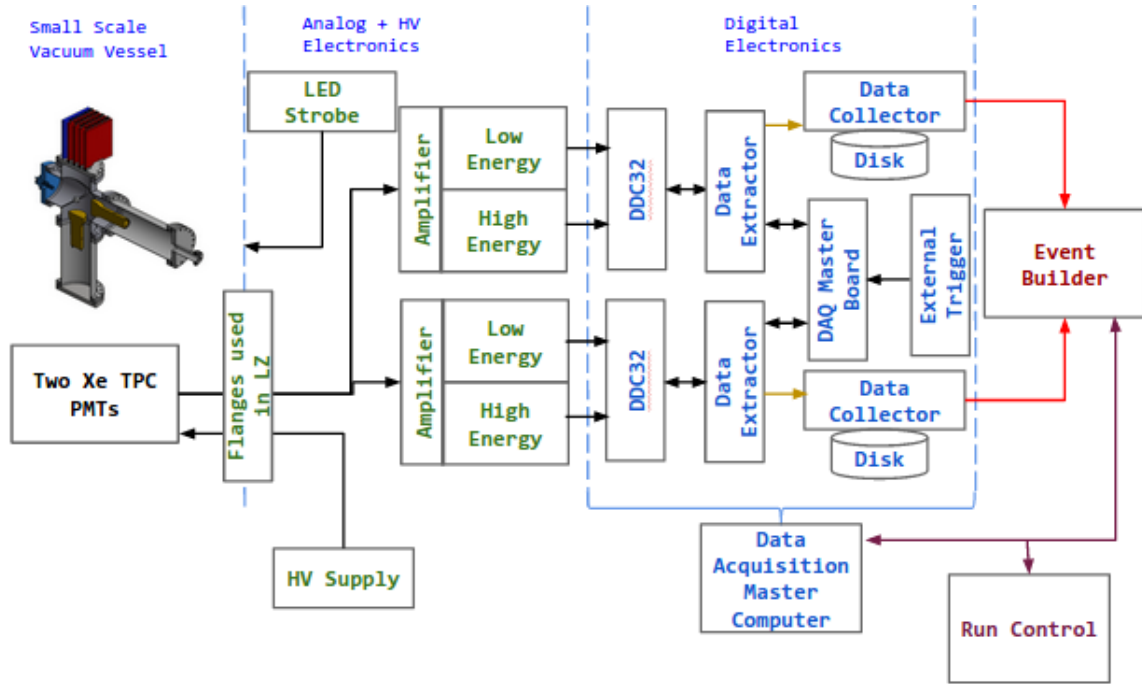 Small Scale
Vacuum Vessel
Analog + HV
Electronics
Digital
Electronics
LED
Strobe
Amplifier
Low
Energy
High
Energy
DDC32
Data
Extractor
Data
Collector
Disk
DAQ Master
Board
External
Trigger
Event
Builder
Two Xe TPC
PMTs
Flanges used
in LZ
Amplifier
Low
Energy
High
Energy
DDC32
Data
Extractor
Data
Collector
Disk
HV Supply
Data
Acquisition
Master
Computer
Run Control